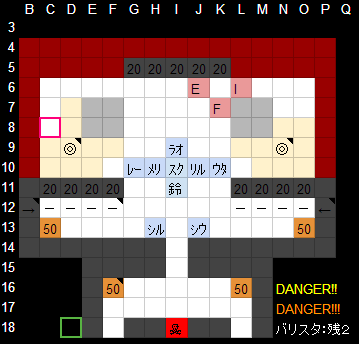 B C D E F G H I J K L M N O P Q
3
4
5 20 20 20 20 20
6 E I
7 F
8
9 ◎ ラオ ◎
10 レー メリ スク リル ウタ
11 20 20 20 20 鈴 20 20 20 20
12 → − − − − − − − − ←
13 50 シル シウ 50
14
15
16 50 50 DANGER!!
17 DANGER!!!
18 バリスタ:残2